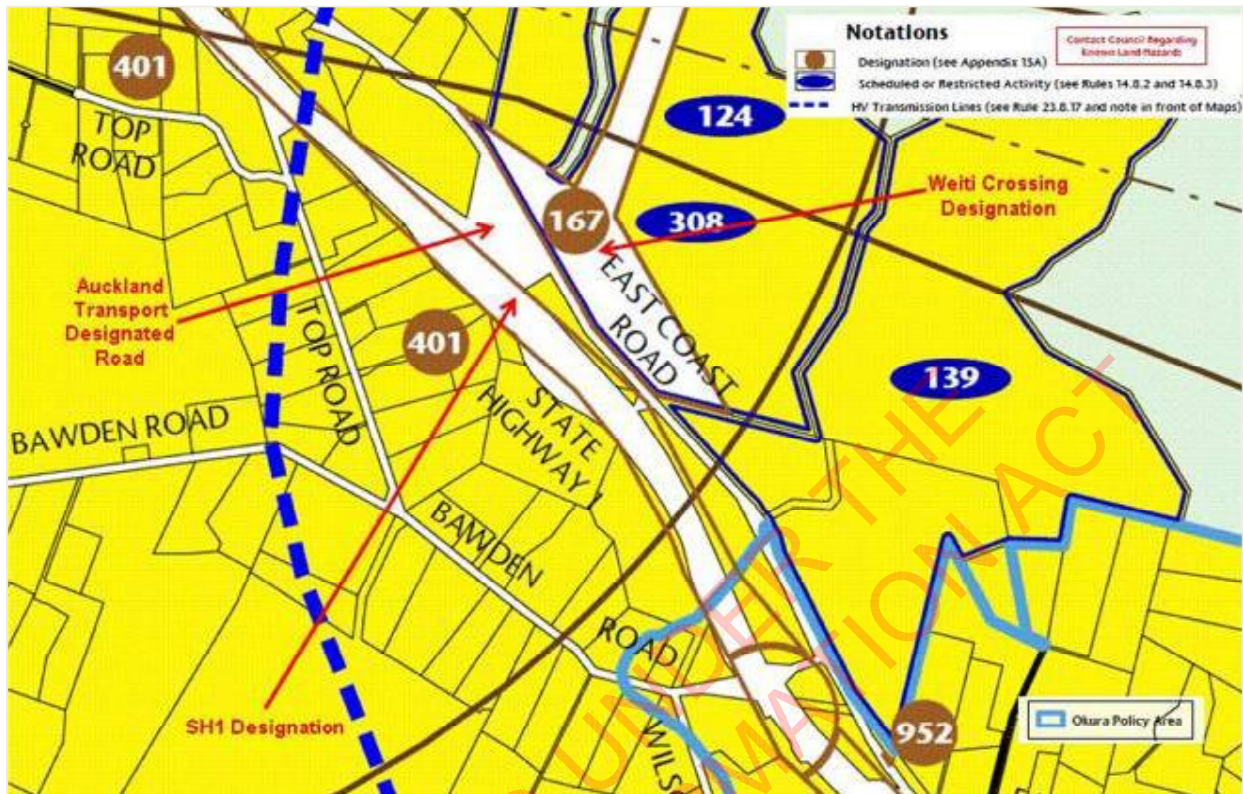 Notations
Contact Council Regarding
Known Land Hazards
Designation (see Appendix 15A)
Scheduled or Restricted Activity (see Rules 14.8.2 and 14.8.3)
HV Transmission Lines (see Rule 23.8.17 and note in front of Maps)
401
TOP
ROAD
124
Weiti Crossing
Designation
167
308
EAST COAST
ROAD
Auckland
Transport
Designated
Road
TOP ROAD
401
139
STATE
HIGHWAY 1
BAWDEN ROAD
BAWDEN
ROAD
SH1 Designation
WILS
952
Okura Policy Area
UNDER THE
MATION ACT